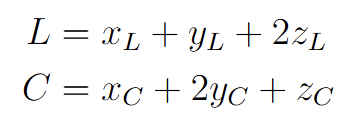 L = x_L + y_L + 2z_L
C = x_C + 2y_C + z_C